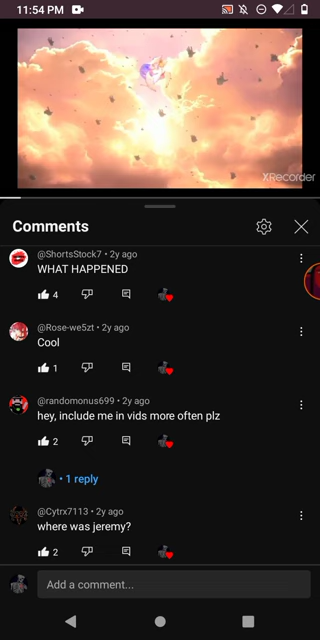 11:54 PM
XRecorder
Comments
@ShortsStock7 • 2y ago
WHAT HAPPENED
4
@Rose-we5zt • 2y ago
Cool
1
@randomonus699 • 2y ago
hey, include me in vids more often plz
2
• 1 reply
@Cytrx7113 • 2y ago
where was jeremy?
2
Add a comment...